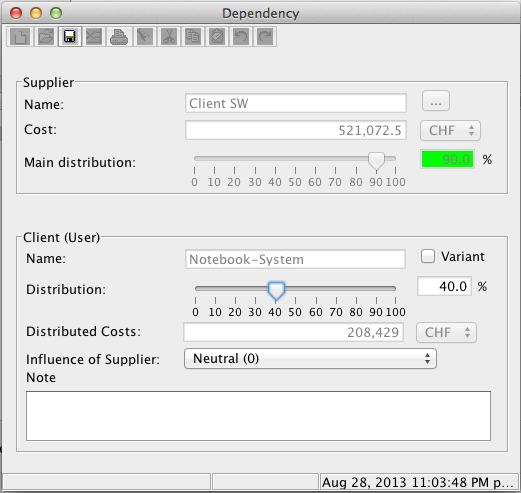 Dependency
Supplier
Name: Client SW ...
Cost: 521,072.5 CHF
Main distribution: 90.0 %
0 10 20 30 40 50 60 70 80 90 100
Client (User)
Name: Notebook-System Variant
Distribution: 40.0 %
0 10 20 30 40 50 60 70 80 90 100
Distributed Costs: 208,429 CHF
Influence of Supplier: Neutral (0)
Note
Aug 28, 2013 11:03:48 PM p...